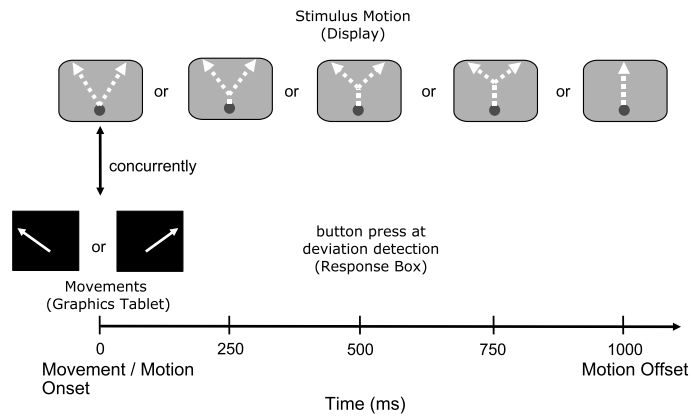 Stimulus Motion
(Display)
or or or or
concurrently
or
button press at
deviation detection
(Response Box)
Movements
(Graphics Tablet)
0 250 500 750 1000
Movement / Motion
Onset
Motion Offset
Time (ms)